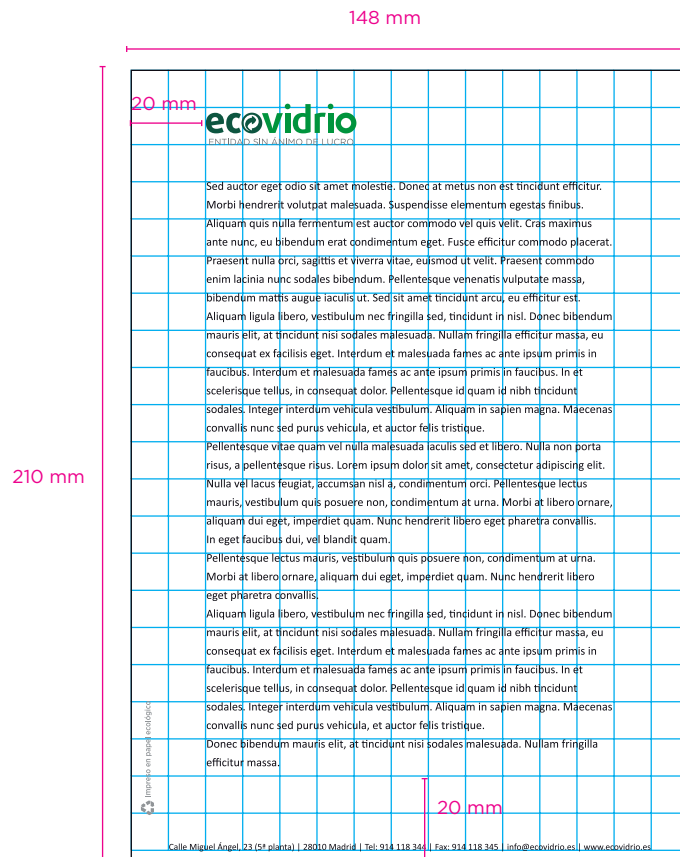 148 mm
20 mm
ecovidrio
ENTIDAD SIN ÁNIMO DE LUCRO
Sed auctor eget odio sit amet molestie. Donec at metus non est tincidunt efficitur.
Morbi hendrerit volutpat malesuada. Suspendisse elementum egestas finibus.
Aliquam quis nulla fermentum est auctor commodo vel quis velit. Cras maximus
ante nunc, eu bibendum erat condimentum eget. Fusce efficitur commodo placerat.
Praesent nulla orci, sagittis et viverra vitae, euismod ut velit. Praesent commodo
enim lacinia nunc sodales bibendum. Pellentesque venenatis vulputate massa,
bibendum mattis augue iaculis ut. Sed sit amet tincidunt arcu, eu efficitur est.
Aliquam ligula libero, vestibulum nec fringilla sed, tincidunt in nisl. Donec bibendum
mauris elit, at tincidunt nisi sodales malesuada. Nullam fringilla efficitur massa, eu
consequat ex facilisis eget. Interdum et malesuada fames ac ante ipsum primis in
faucibus. Interdum et malesuada fames ac ante ipsum primis in faucibus. In et
scelerisque tellus, in consequat dolor. Pellentesque id quam id nibh tincidunt
sodales. Integer interdum vehicula vestibulum. Aliquam in sapien magna. Maecenas
convallis nunc sed purus vehicula, et auctor felis tristique.
Pellentesque vitae quam vel nulla malesuada iaculis sed et libero. Nulla non porta
risus, a pellentesque risus. Lorem ipsum dolor sit amet, consectetur adipiscing elit.
210 mm
Nulla vel lacus feugiat, accumsan nisl a, condimentum orci. Pellentesque lectus
mauris, vestibulum quis posuere non, condimentum at urna. Morbi at libero ornare,
aliquam dui eget, imperdiet quam. Nunc hendrerit libero eget pharetra convallis.
In eget faucibus dui, vel blandit quam.
Pellentesque lectus mauris, vestibulum quis posuere non, condimentum at urna.
Morbi at libero ornare, aliquam dui eget, imperdiet quam. Nunc hendrerit libero
eget pharetra convallis.
Aliquam ligula libero, vestibulum nec fringilla sed, tincidunt in nisl. Donec bibendum
mauris elit, at tincidunt nisi sodales malesuada. Nullam fringilla efficitur massa, eu
consequat ex facilisis eget. Interdum et malesuada fames ac ante ipsum primis in
faucibus. Interdum et malesuada fames ac ante ipsum primis in faucibus. In et
scelerisque tellus, in consequat dolor. Pellentesque id quam id nibh tincidunt
sodales. Integer interdum vehicula vestibulum. Aliquam in sapien magna. Maecenas
convallis nunc sed purus vehicula, et auctor felis tristique.
Donec bibendum mauris elit, at tincidunt nisi sodales malesuada. Nullam fringilla
efficitur massa.
Impreso en papel ecológico
20 mm
Calle Miguel Ángel, 23 (5ª planta) | 28010 Madrid | Tel: 914 118 344 | Fax: 914 118 345 | info@ecovidrio.es | www.ecovidrio.es